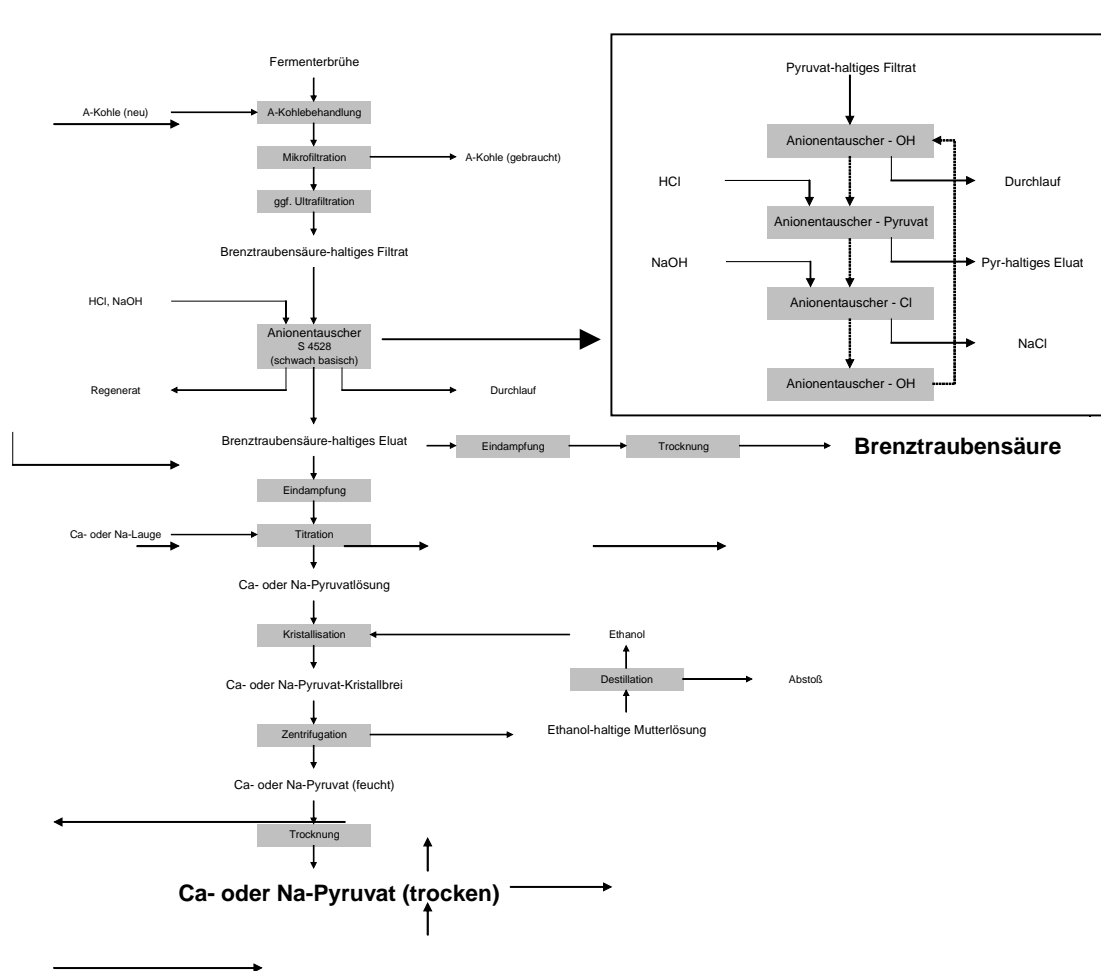 Fermenterbrühe
A-Kohle (neu)
A-Kohlebehandlung
Mikrofiltration
A-Kohle (gebraucht)
ggf. Ultrafiltration
Brenztraubensäure-haltiges Filtrat
HCl, NaOH
Anionentauscher
S 4528
(schwach basisch)
Regenerat
Durchlauf
Pyruvat-haltiges Filtrat
Anionentauscher - OH
HCl
Durchlauf
Anionentauscher - Pyruvat
NaOH
Pyr-haltiges Eluat
Anionentauscher - Cl
NaCl
Anionentauscher - OH
Brenztraubensäure-haltiges Eluat
Eindampfung
Trocknung
Brenztraubensäure
Eindampfung
Ca- oder Na-Lauge
Titration
Ca- oder Na-Pyruvatlösung
Kristallisation
Ethanol
Ca- oder Na-Pyruvat-Kristallbrei
Destillation
Abstoß
Zentrifugation
Ethanol-haltige Mutterlösung
Ca- oder Na-Pyruvat (feucht)
Trocknung
Ca- oder Na-Pyruvat (trocken)